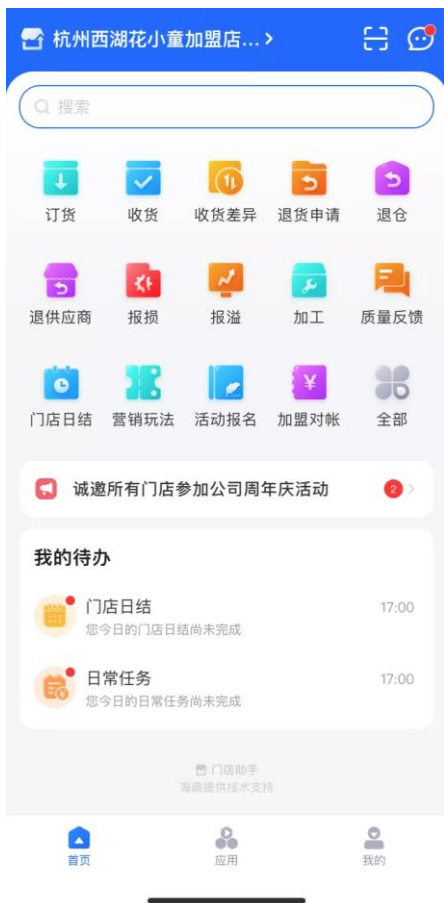 杭州西湖花小童加盟店...
搜索
订货 收货 收货差异 退货申请 退仓
退供应商 报损 报溢 加工 质量反馈
¥
门店日结 营销玩法 活动报名 加盟对帐 全部
诚邀所有门店参加公司周年庆活动 2
我的待办
门店日结 17:00
您今日的门店日结尚未完成
日常任务 17:00
您今日的日常任务尚未完成
门店助手
海鼎提供技术支持
首页 应用 我的